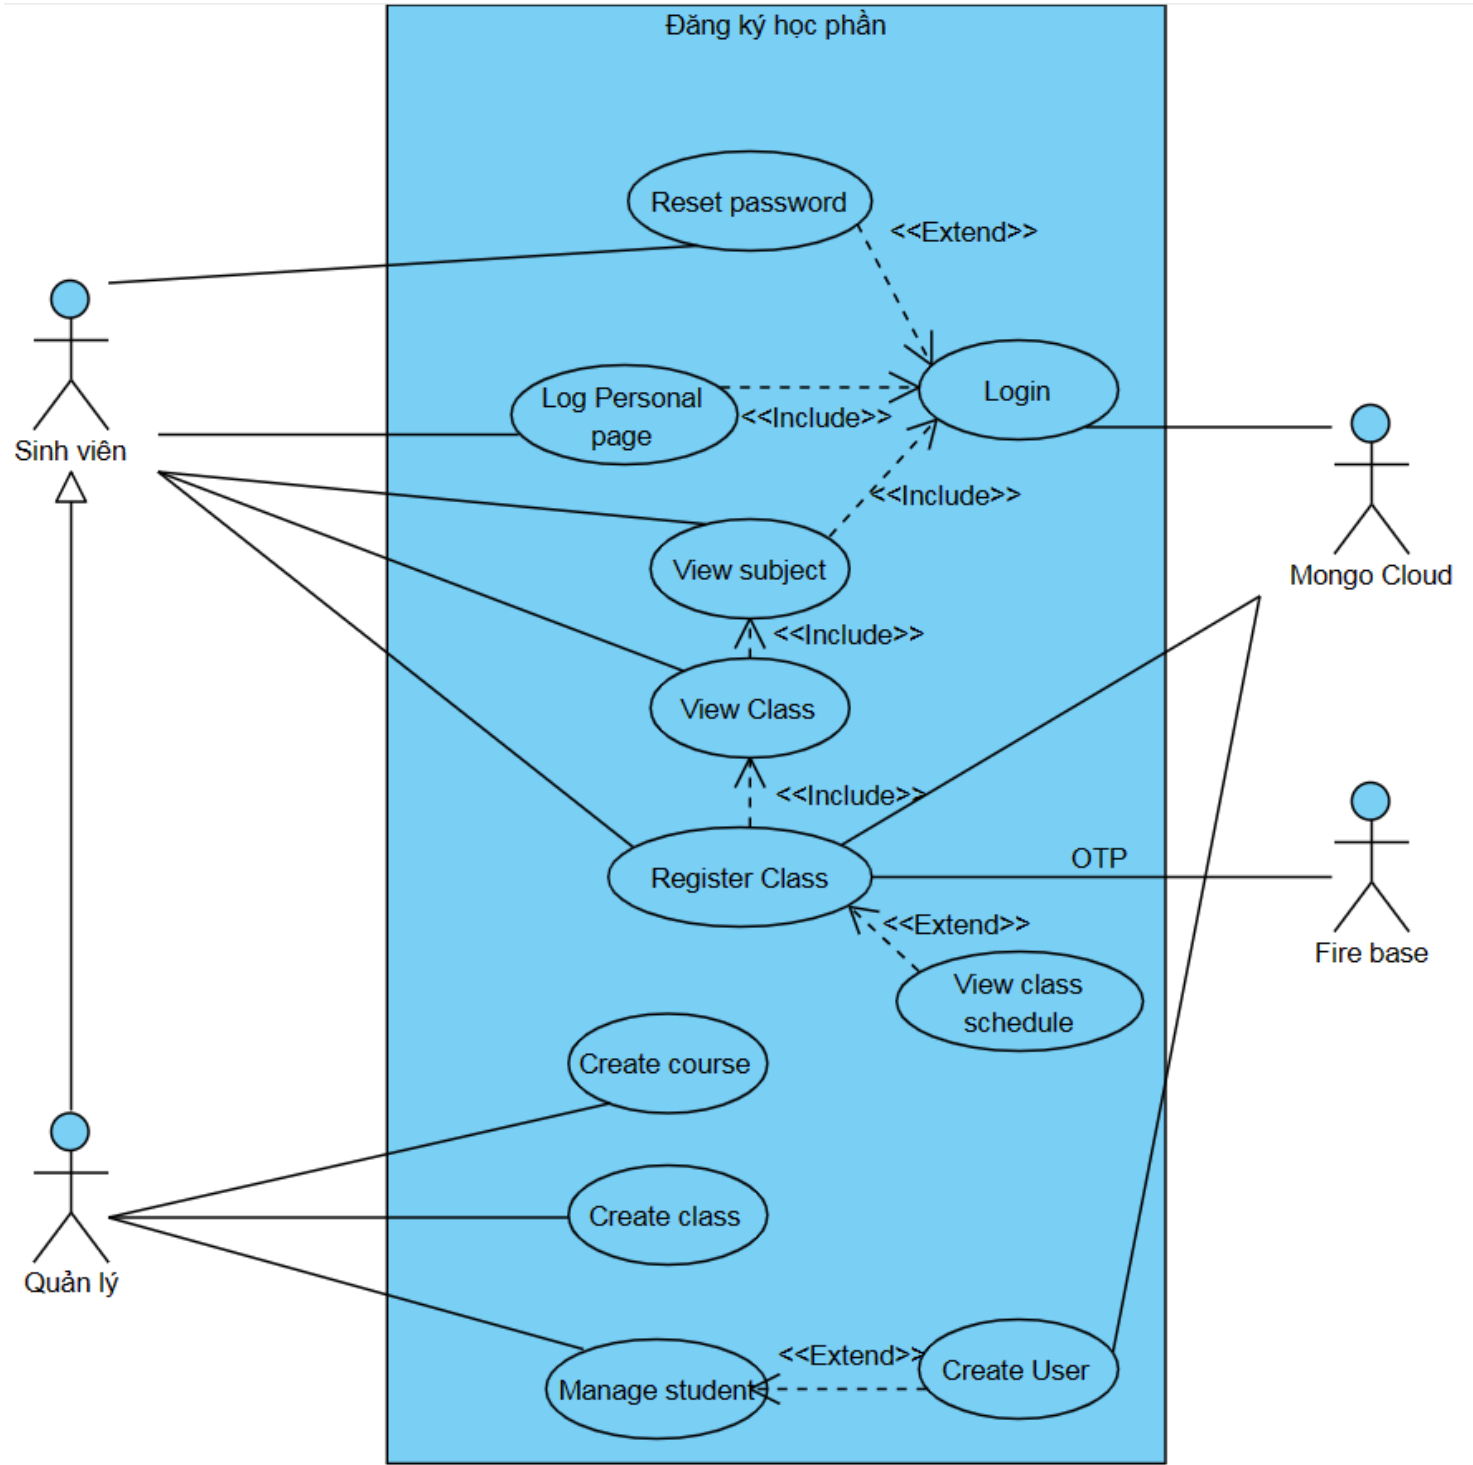 Đăng ký học phần
Reset password
<<Extend>>
Log Personal
page
<<Include>>
Login
Sinh viên
<<Include>>
View subject
Mongo Cloud
<<Include>>
View Class
<<Include>>
Register Class
OTP
<<Extend>>
Fire base
View class
schedule
Create course
Create class
Quản lý
<<Extend>>
Manage student
Create User